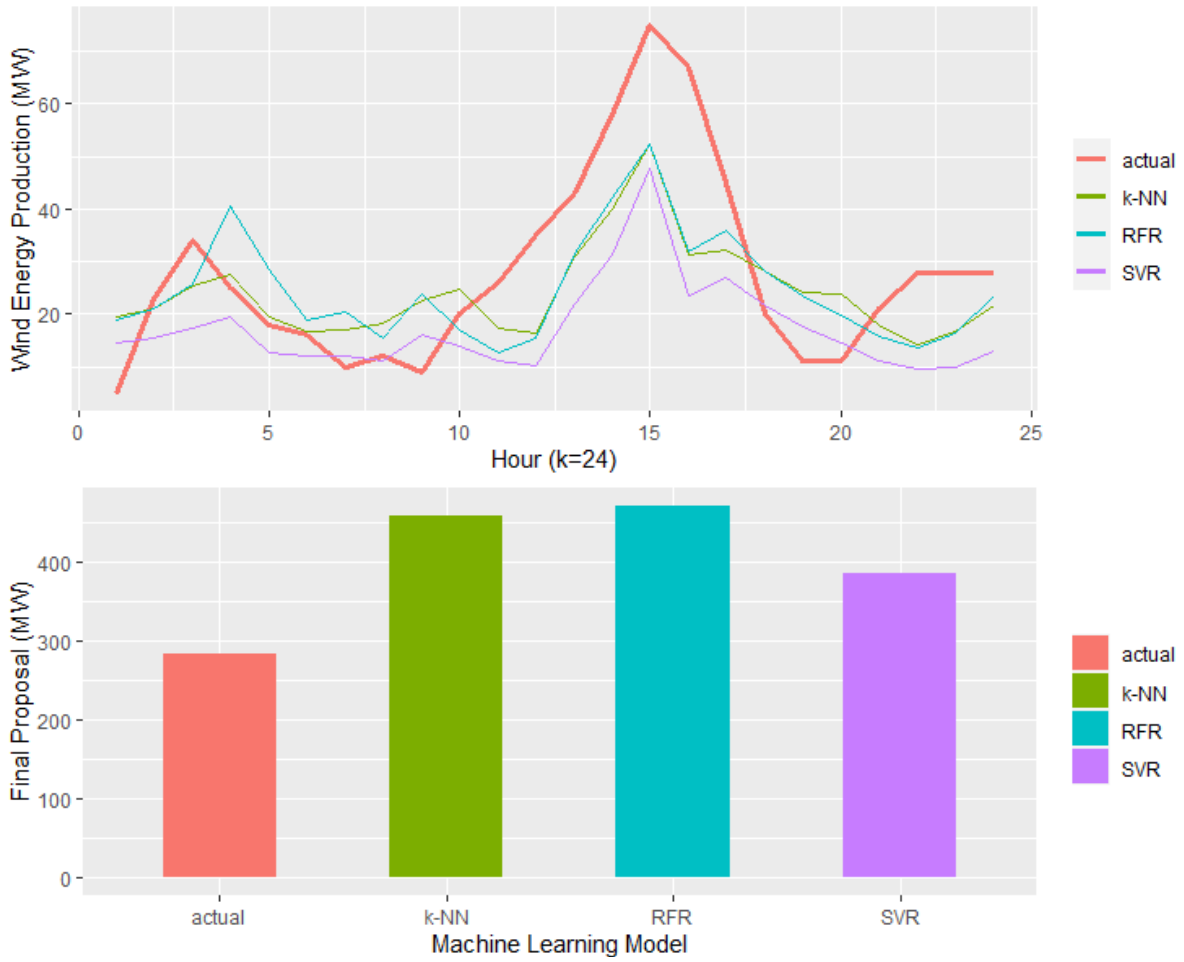 Wind Energy Production (MW)
60
40
20
0
5
10
15
20
25
Hour (k=24)
actual
k-NN
RFR
SVR
Final Proposal (MW)
400
300
200
100
0
actual
k-NN
RFR
SVR
Machine Learning Model
actual
k-NN
RFR
SVR